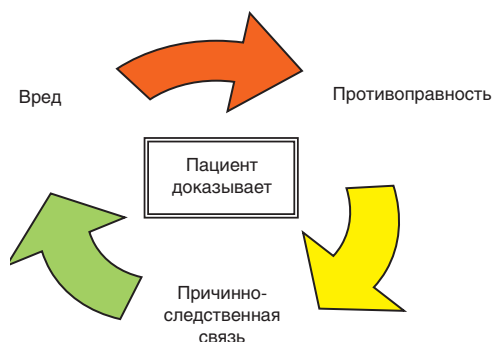 Вред
Противоправность
Пациент
доказывает
Причинно-
следственная
связь